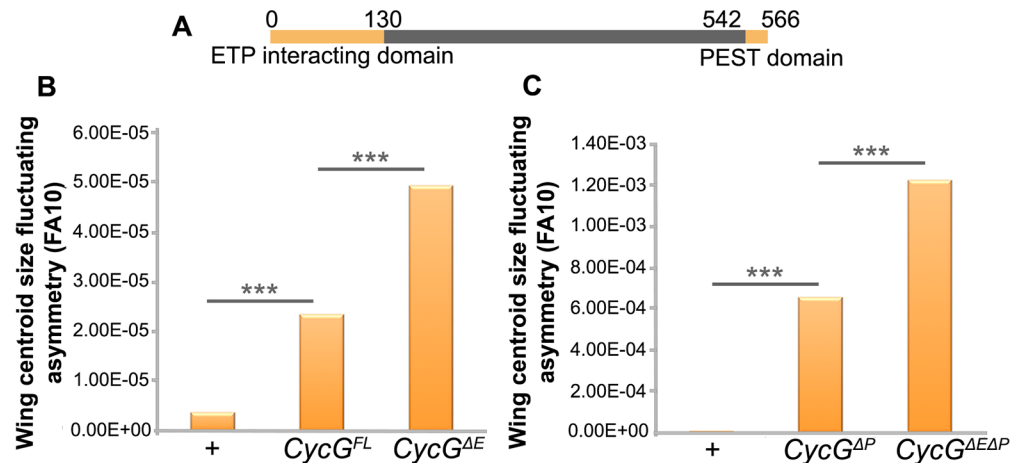 A
0 130 542 566
ETP interacting domain PEST domain
B
Wing centroid size fluctuating
asymmetry (FA10)
6.00E-05
5.00E-05
4.00E-05
3.00E-05
2.00E-05
1.00E-05
0.00E+00
***
***
+ CycG^FL CycG^ΔE
C
Wing centroid size fluctuating
asymmetry (FA10)
1.40E-03
1.20E-03
1.00E-03
8.00E-04
6.00E-04
4.00E-04
2.00E-04
0.00E+00
***
***
+ CycG^ΔP CycG^ΔEΔP